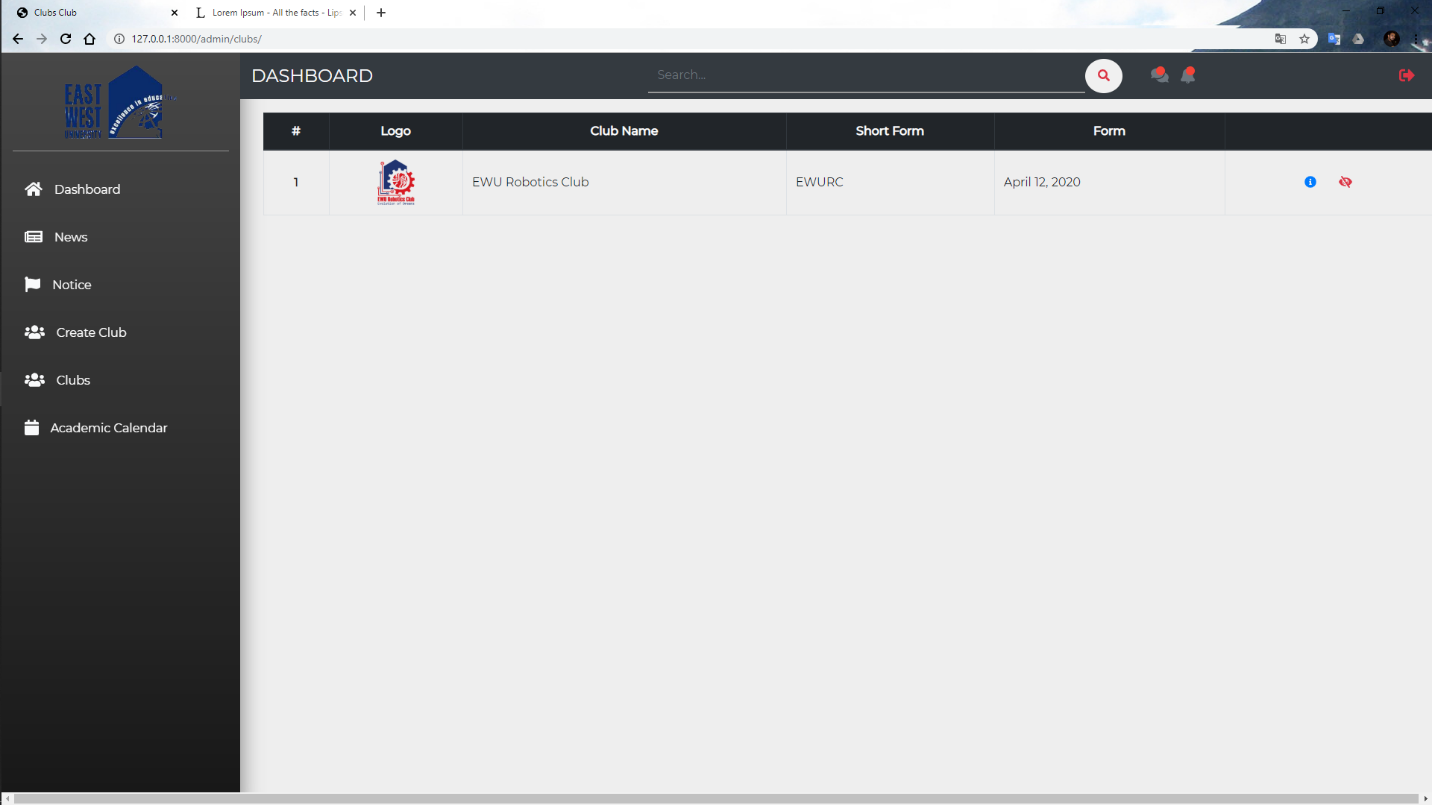 Clubs Club
Lorem Ipsum - All the facts - Lips
127.0.0.1:8000/admin/clubs/
EAST
WEST
UNIVERSITY
excellence in
DASHBOARD
Search...
Dashboard
News
Notice
Create Club
Clubs
Academic Calendar
# Logo Club Name Short Form Form
1 EWU Robotics Club EWURC April 12, 2020
EWU Robotics Club